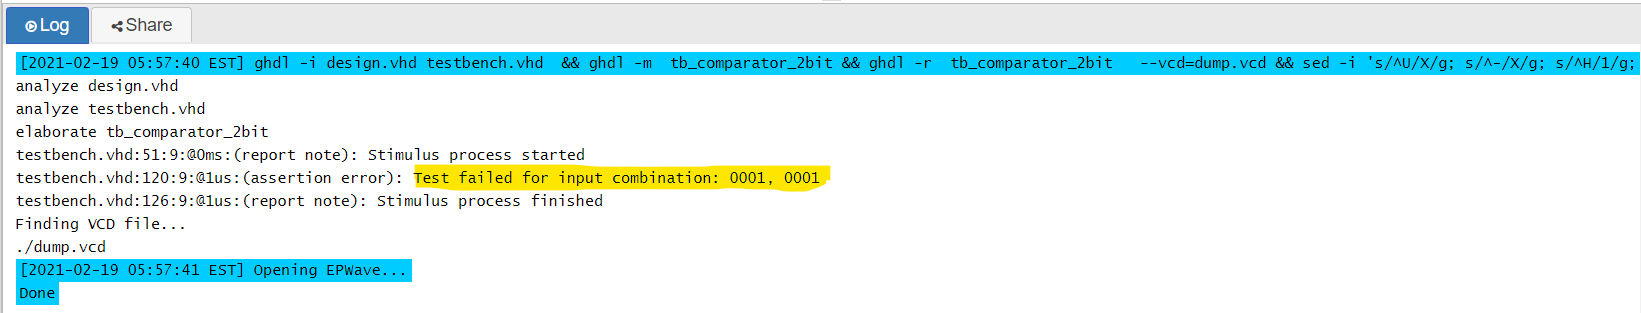 Log Share
[2021-02-19 05:57:40 EST] ghdl -i design.vhd testbench.vhd  && ghdl -m  tb_comparator_2bit && ghdl -r  tb_comparator_2bit   --vcd=dump.vcd && sed -i 's/^U/X/g; s/^-/X/g; s/^H/1/g;
analyze design.vhd
analyze testbench.vhd
elaborate tb_comparator_2bit
testbench.vhd:51:9:@0ms:(report note): Stimulus process started
testbench.vhd:120:9:@1us:(assertion error): Test failed for input combination: 0001, 0001
testbench.vhd:126:9:@1us:(report note): Stimulus process finished
Finding VCD file...
./dump.vcd
[2021-02-19 05:57:41 EST] Opening EPWave...
Done